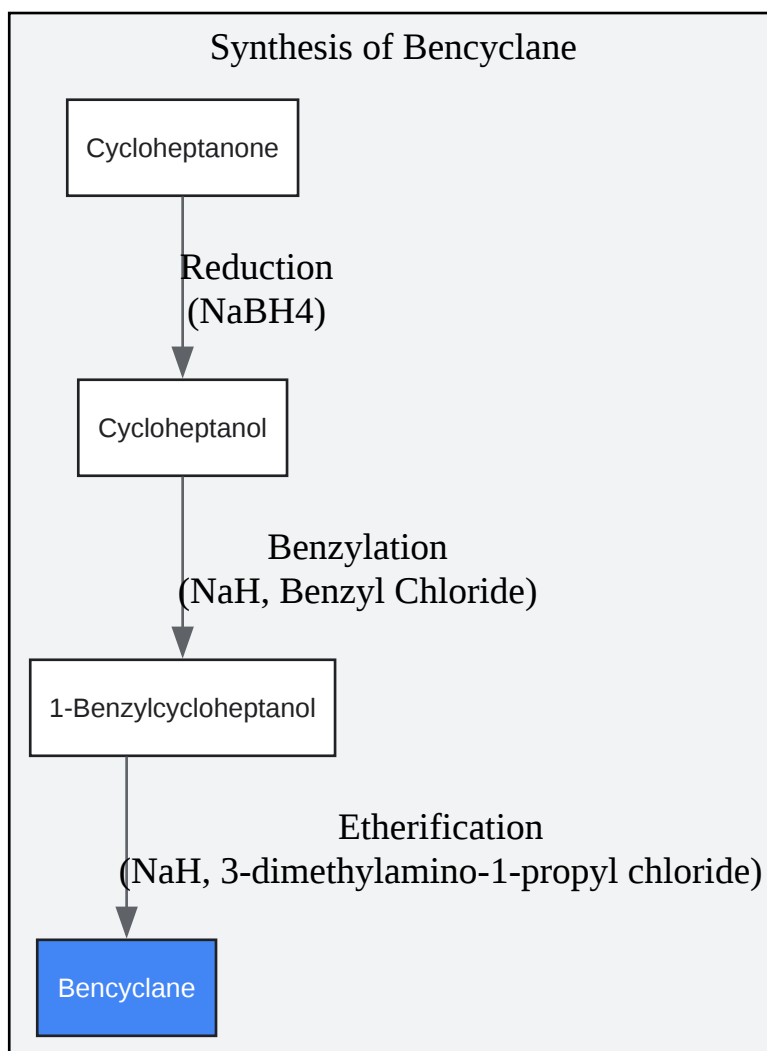 Synthesis of Bencyclane
Cycloheptanone
Reduction
(NaBH4)
Cycloheptanol
Benzylation
(NaH, Benzyl Chloride)
1-Benzylcycloheptanol
Etherification
(NaH, 3-dimethylamino-1-propyl chloride)
Bencyclane